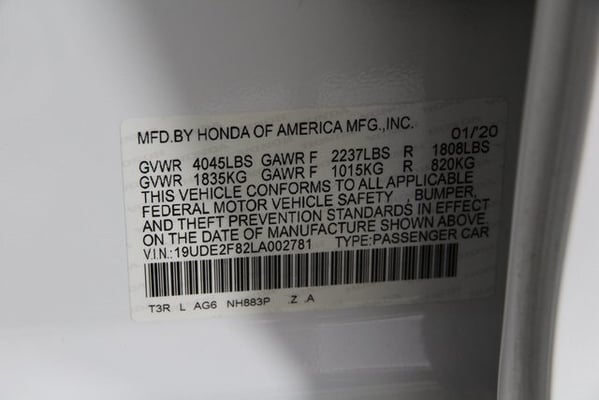 MFD.BY HONDA OF AMERICA MFG.,INC. 01/'20
GVWR 4045LBS GAWR F 2237LBS R 1808LBS
GVWR 1835KG GAWR F 1015KG R 820KG
THIS VEHICLE CONFORMS TO ALL APPLICABLE
FEDERAL MOTOR VEHICLE SAFETY , BUMPER,
AND THEFT PREVENTION STANDARDS IN EFFECT
ON THE DATE OF MANUFACTURE SHOWN ABOVE.
V.I.N.:19UDE2F82LA002781 TYPE:PASSENGER CAR
T3R L AG6 NH883P .Z .A